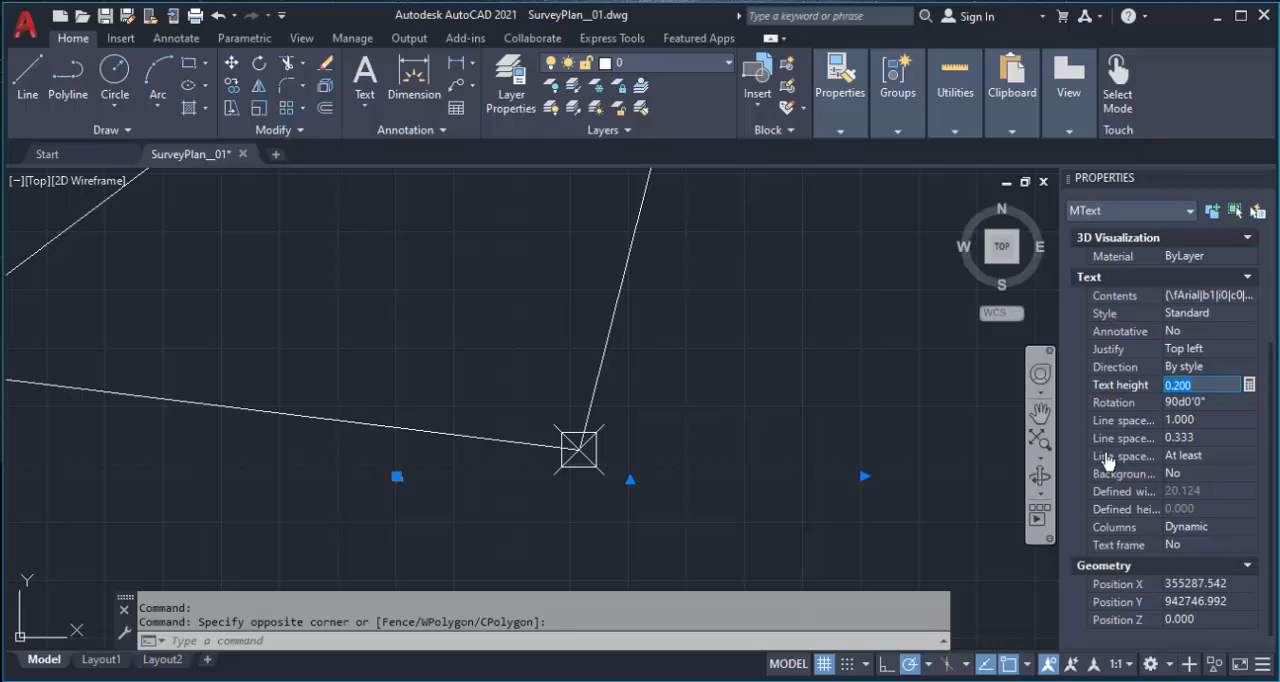 Autodesk AutoCAD 2021 SurveyPlan__01.dwg
Type a keyword or phrase
Sign In
Home Insert Annotate Parametric View Manage Output Add-ins Collaborate Express Tools Featured Apps
Line Polyline Circle Arc
Text Dimension
Layer
Properties
0
Insert
Properties Groups Utilities Clipboard View
Select
Mode
Draw Modify Annotation Layers Block Touch
Start SurveyPlan__01*
[−][Top][2D Wireframe]
N
W TOP E
S
WCS
PROPERTIES
MText
3D Visualization
Material ByLayer
Text
Contents {\fArial|b1|i0|c0|...
Style Standard
Annotative No
Justify Top left
Direction By style
Text height 0.200
Rotation 90d0'0"
Line space... 1.000
Line space... 0.333
Line space... At least
Backgroun... No
Defined wi... 20.124
Defined hei... 0.000
Columns Dynamic
Text frame No
Geometry
Position X 355287.542
Position Y 942746.992
Position Z 0.000
Y
X
Command:
Command: Specify opposite corner or [Fence/WPolygon/CPolygon]:
Type a command
Model Layout1 Layout2 +
MODEL
1:1